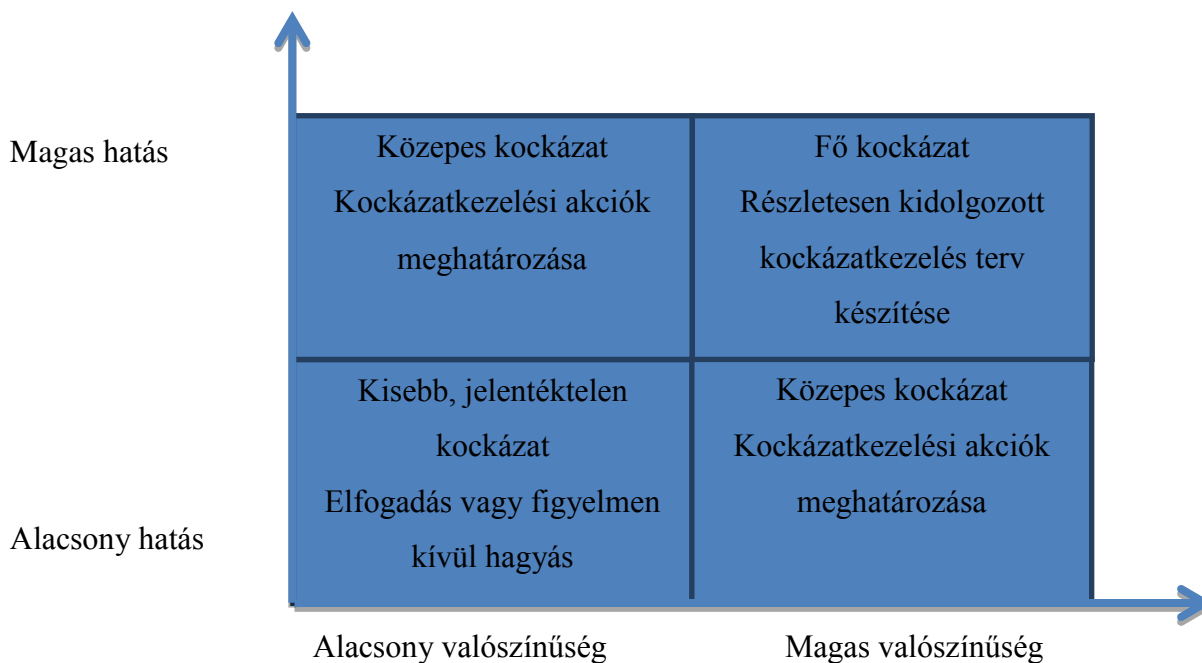 Magas hatás
Közepes kockázat
Kockázatkezelési akciók
meghatározása
Fő kockázat
Részletesen kidolgozott
kockázatkezelés terv
készítése
Alacsony hatás
Kisebb, jelentéktelen
kockázat
Elfogadás vagy figyelmen
kívül hagyás
Közepes kockázat
Kockázatkezelési akciók
meghatározása
Alacsony valószínűség
Magas valószínűség